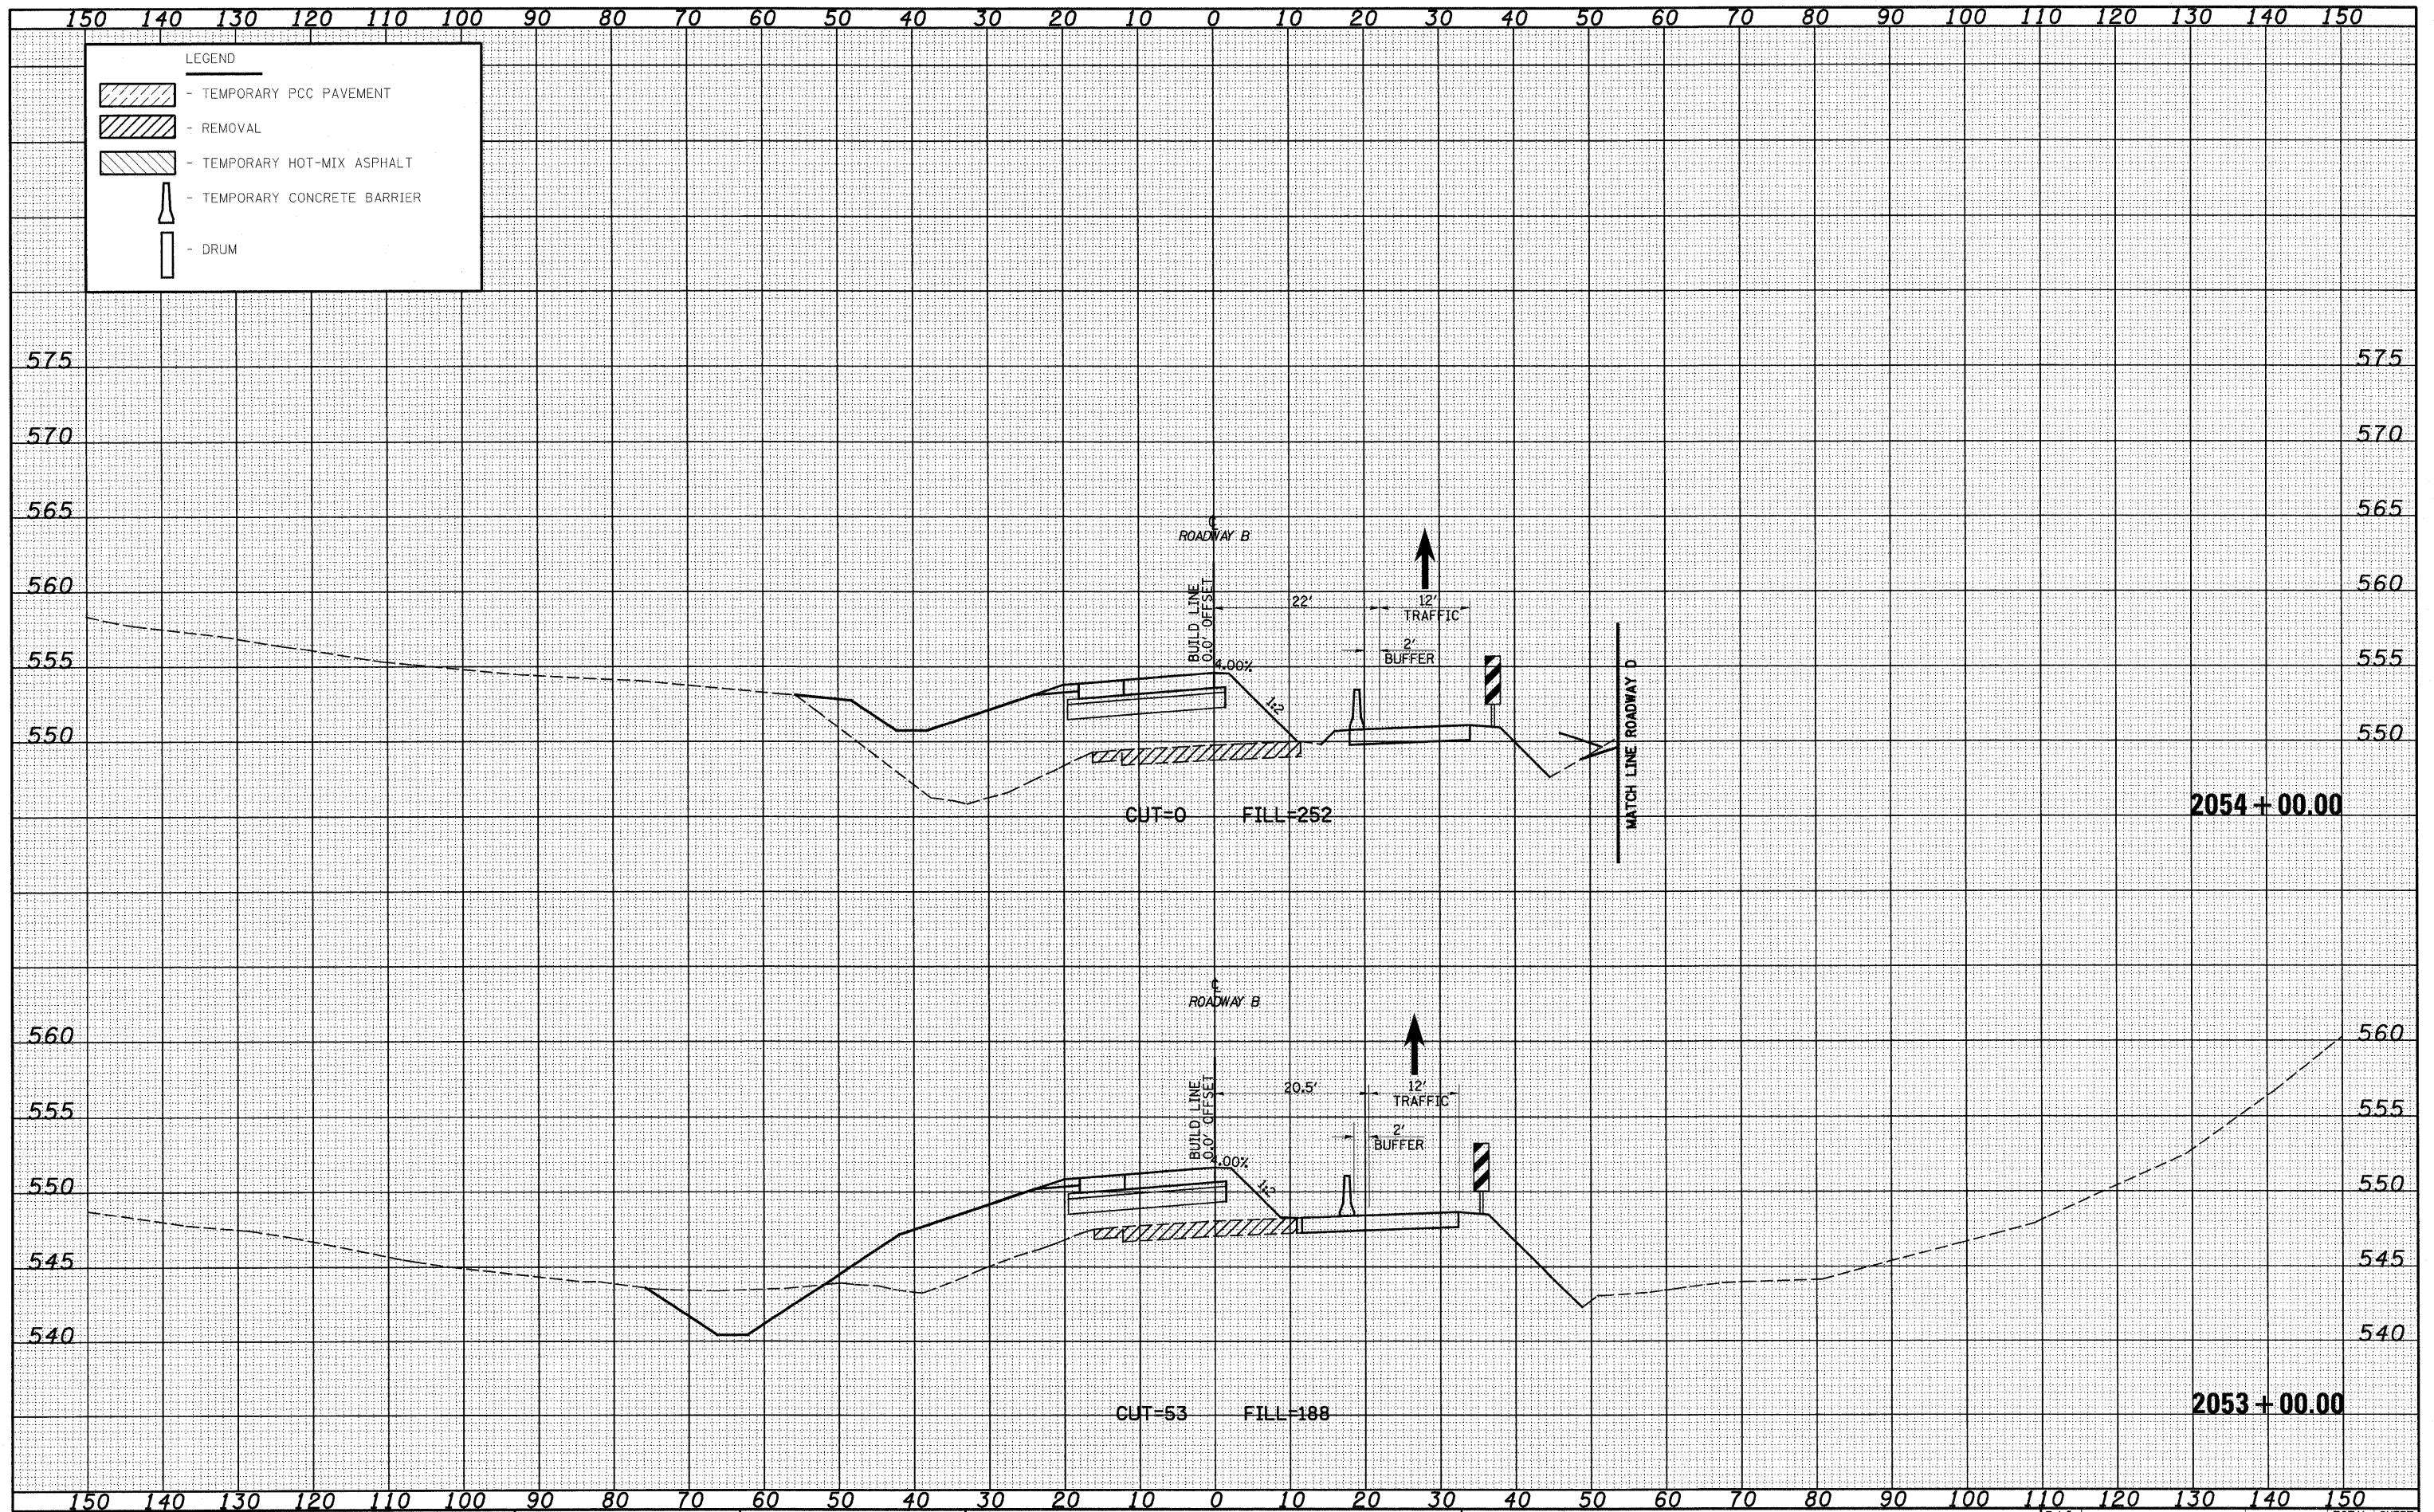 150 140 130 120 110 100 90 80 70 60 50 40 30 20 10 0 10 20 30 40 50 60 70 80 90 100 110 120 130 140 150
LEGEND
- TEMPORARY PCC PAVEMENT
- REMOVAL
- TEMPORARY HOT-MIX ASPHALT
- TEMPORARY CONCRETE BARRIER
- DRUM
575 575
570 570
565 565
℄
ROADWAY B
560 560
BUILD LINE
0.0' OFFSET
22' 12'
TRAFFIC
2'
BUFFER
555 555
4.00%
1:2
550 550
MATCH LINE ROADWAY D
CUT=0 FILL=252
2054 + 00.00
℄
ROADWAY B
560 560
BUILD LINE
0.0' OFFSET
20.5' 12'
TRAFFIC
555 555
2'
BUFFER
4.00%
1:2
550 550
545 545
540 540
CUT=53 FILL=188
2053 + 00.00
150 140 130 120 110 100 90 80 70 60 50 40 30 20 10 0 10 20 30 40 50 60 70 80 90 100 110 120 130 140 150